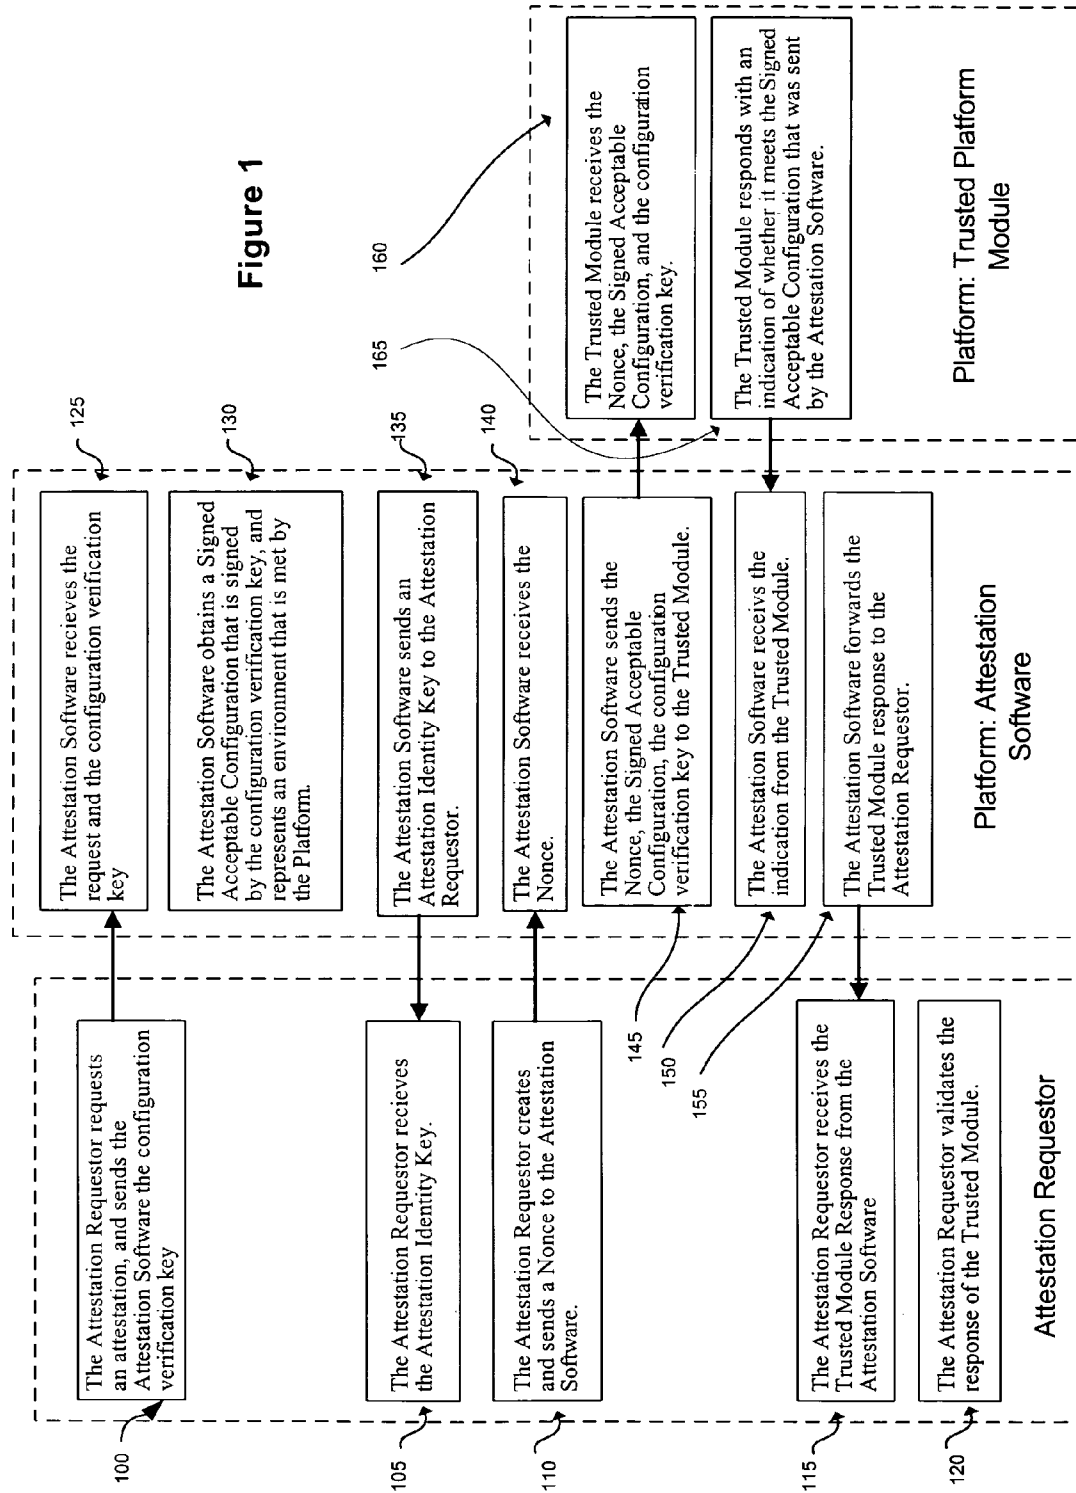 Figure 1
100
The Attestation Requestor requests
an attestation, and sends the
Attestation Software the configuration
verification key
105
The Attestation Requestor recieves
the Attestation Identity Key.
110
The Attestation Requestor creates
and sends a Nonce to the Attestation
Software.
115
The Attestation Requestor receives the
Trusted Module Response from the
Attestation Software
120
The Attestation Requestor validates the
response of the Trusted Module.
Attestation Requestor
125
The Attestation Software recieves the
request and the configuration verification
key
130
The Attestation Software obtains a Signed
Acceptable Configuration that is signed
by the configuration verification key, and
represents an environment that is met by
the Platform.
135
The Attestation Software sends an
Attestation Identity Key to the Attestation
Requestor.
140
The Attestation Software receives the
Nonce.
145
The Attestation Software sends the
Nonce, the Signed Acceptable
Configuration, the configuration
verification key to the Trusted Module.
150
The Attestation Software receivs the
indication from the Trusted Module.
155
The Attestation Software forwards the
Trusted Module response to the
Attestation Requestor.
Platform: Attestation
Software
160
The Trusted Module receives the
Nonce, the Signed Acceptable
Configuration, and the configuration
verification key.
165
The Trusted Module responds with an
indication of whether it meets the Signed
Acceptable Configuration that was sent
by the Attestation Software.
Platform: Trusted Platform
Module